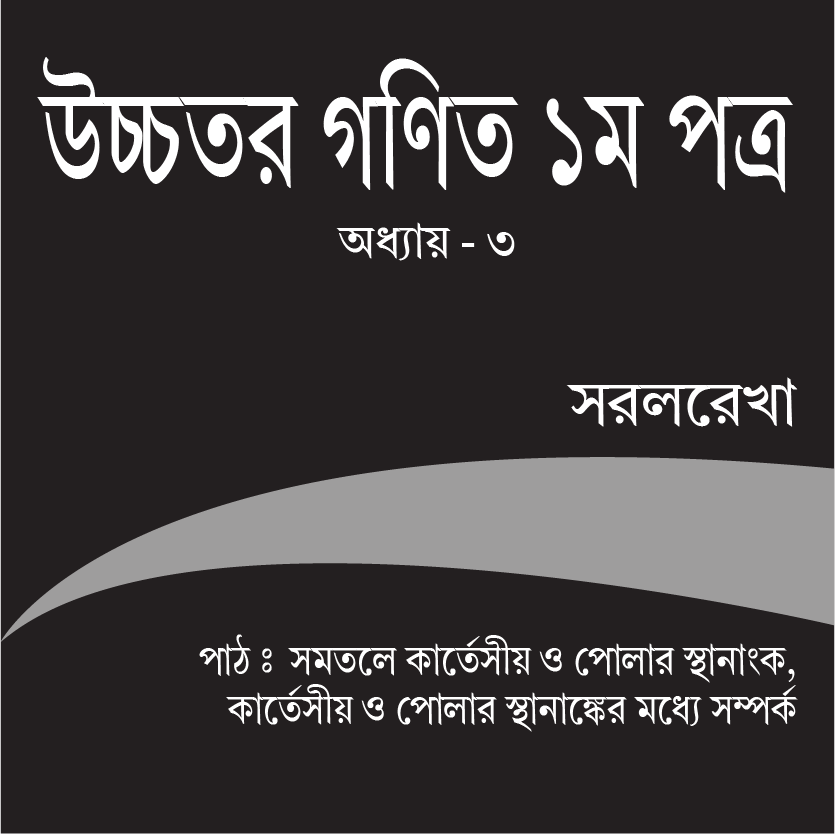 উচ্চতর গণিত ১ম পত্র
অধ্যায় - ৩
সরলরেখা
পাঠ ঃ সমতলে কার্তেসীয় ও পোলার স্থানাংক,
কার্তেসীয় ও পোলার স্থানাঙ্কের মধ্যে সম্পর্ক